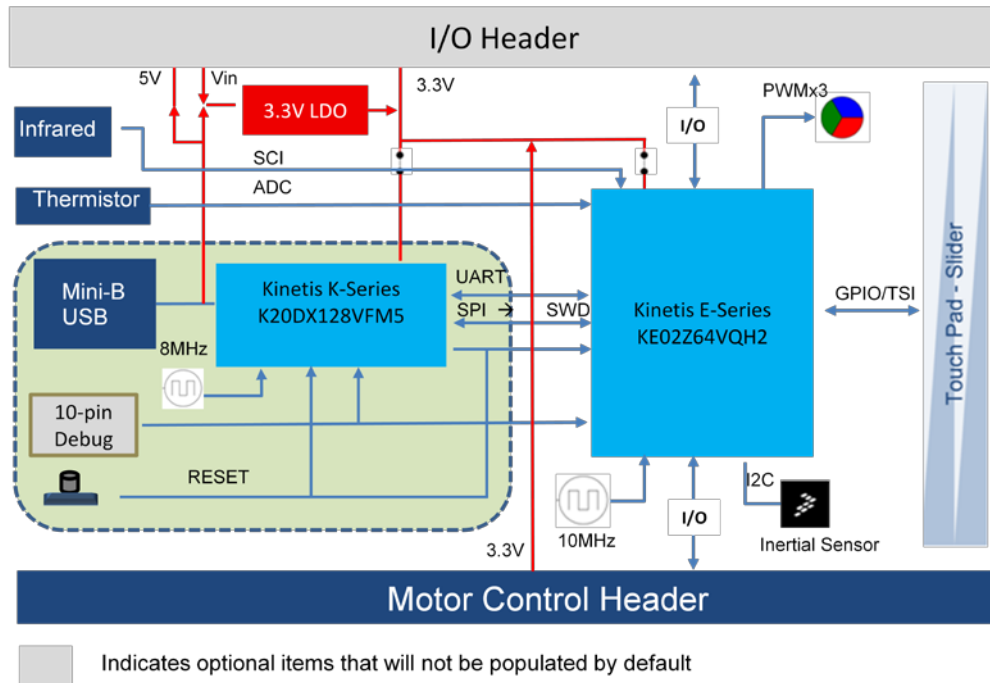 I/O Header
5V
Vin
3.3V
3.3V LDO
PWMx3
I/O
Infrared
SCI
ADC
Thermistor
Mini-B
USB
Kinetis K-Series
K20DX128VFM5
UART
SPI →
SWD
Kinetis E-Series
KE02Z64VQH2
GPIO/TSI
Touch Pad - Slider
8MHz
10-pin
Debug
RESET
I2C
I/O
10MHz
Inertial Sensor
3.3V
Motor Control Header
Indicates optional items that will not be populated by default